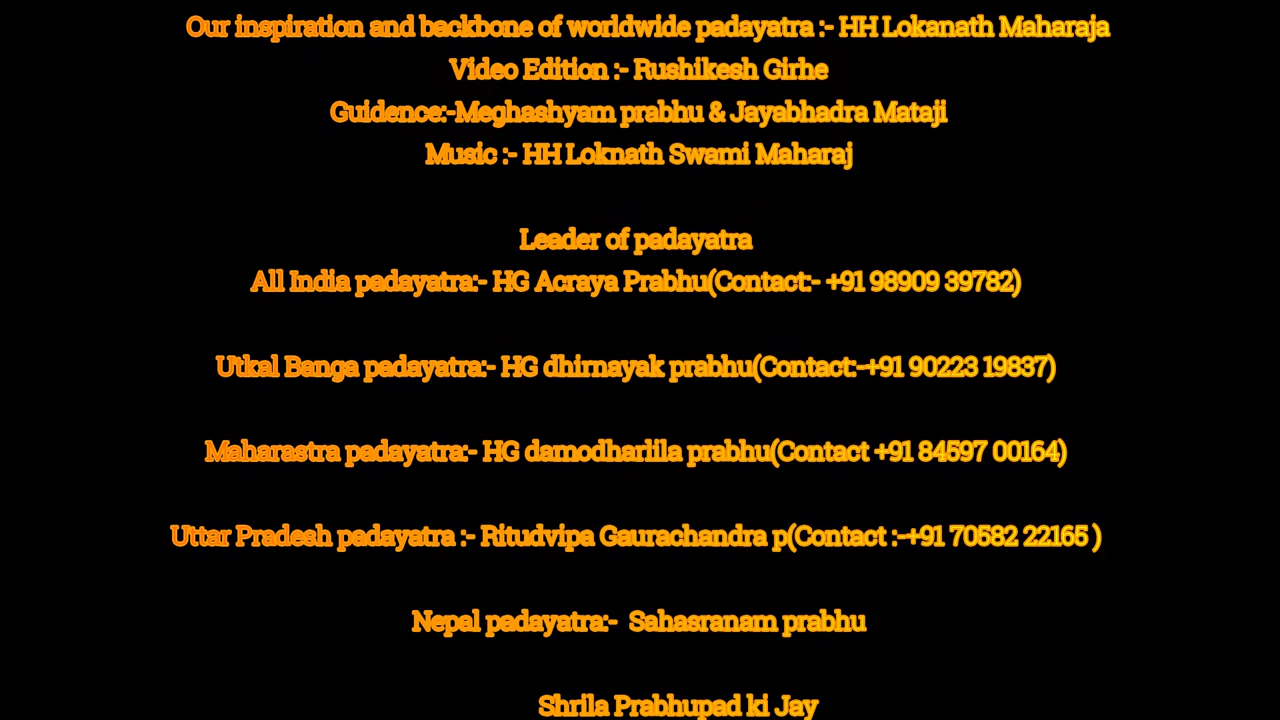 Our inspiration and backbone of worldwide padayatra :- HH Lokanath Maharaja
Video Edition :- Rushikesh Girhe
Guidence:-Meghashyam prabhu & Jayabhadra Mataji
Music :- HH Loknath Swami Maharaj
Leader of padayatra
All India padayatra:- HG Acraya Prabhu(Contact:- +91 98909 39782)
Utkal Banga padayatra:- HG dhirnayak prabhu(Contact:-+91 90223 19837)
Maharastra padayatra:- HG damodharlila prabhu(Contact +91 84597 00164)
Uttar Pradesh padayatra :- Ritudvipa Gaurachandra p(Contact :-+91 70582 22165 )
Nepal padayatra:-  Sahasranam prabhu
Shrila Prabhupad ki Jay